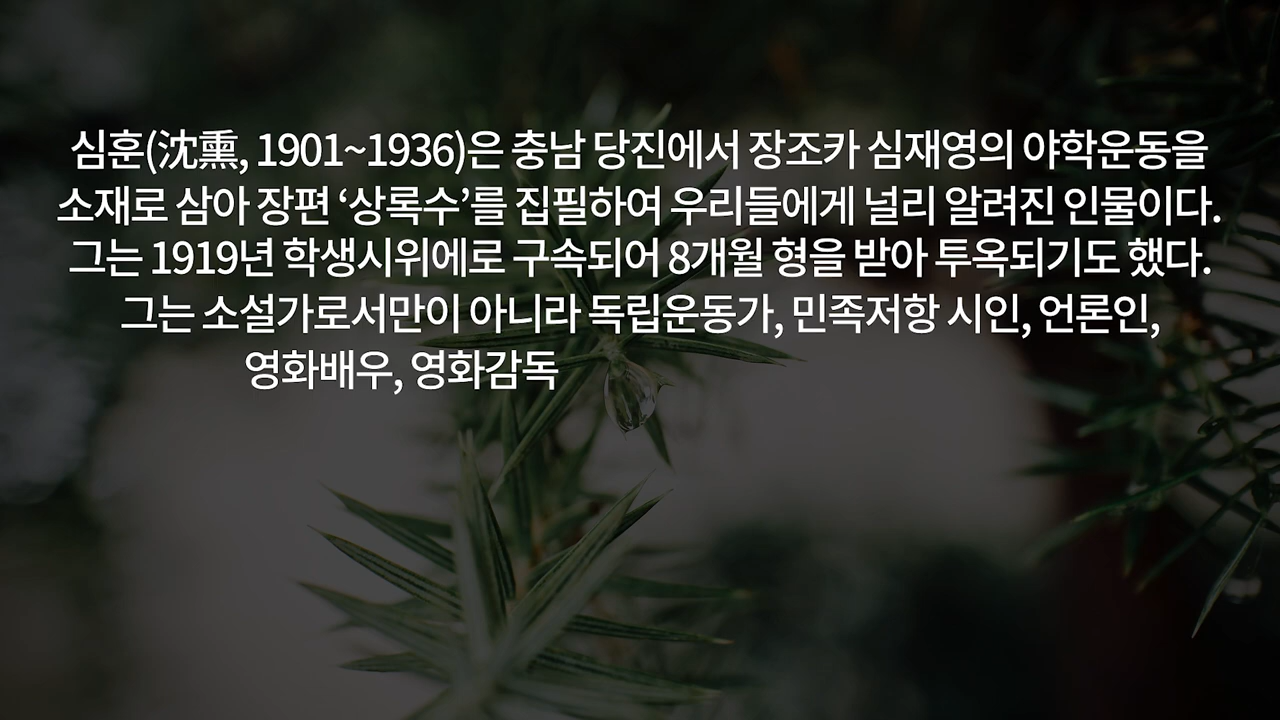 심훈(沈熏, 1901~1936)은 충남 당진에서 장조카 심재영의 야학운동을
소재로 삼아 장편 ‘상록수’를 집필하여 우리들에게 널리 알려진 인물이다.
그는 1919년 학생시위에로 구속되어 8개월 형을 받아 투옥되기도 했다.
그는 소설가로서만이 아니라 독립운동가, 민족저항 시인, 언론인,
영화배우, 영화감독